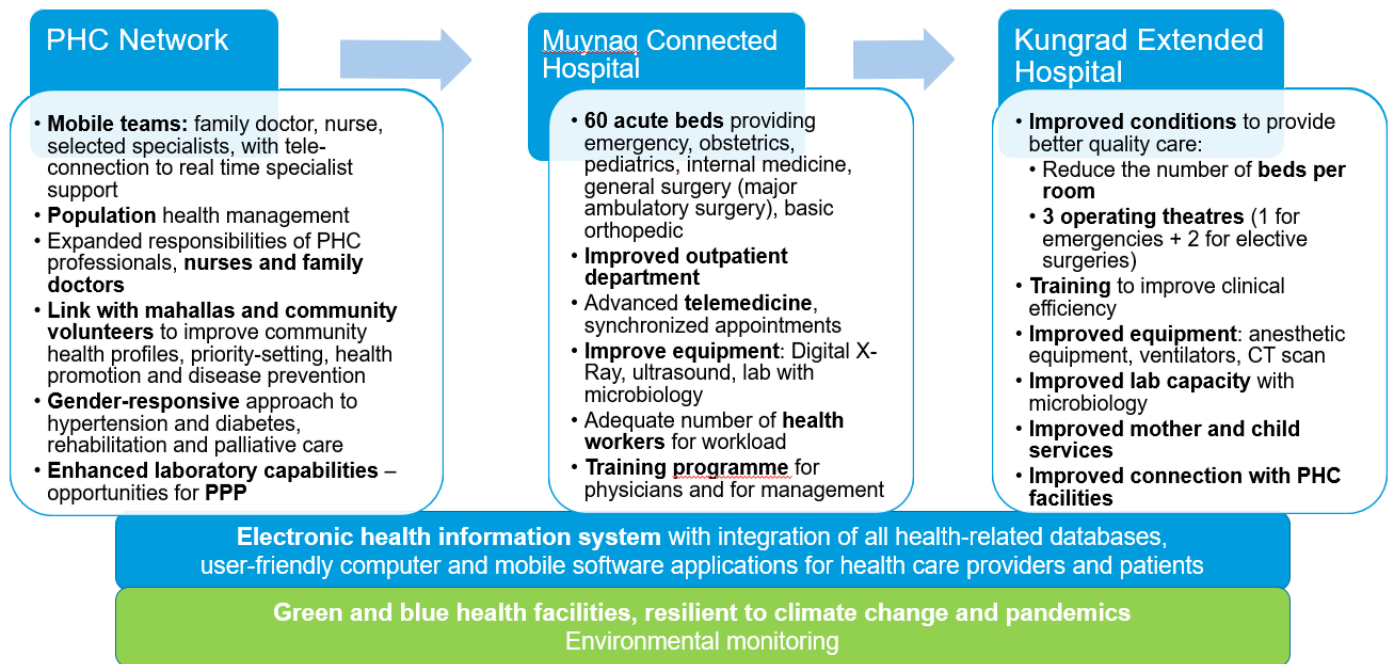 PHC Network
• Mobile teams: family doctor, nurse,
selected specialists, with tele-
connection to real time specialist
support
• Population health management
• Expanded responsibilities of PHC
professionals, nurses and family
doctors
• Link with mahallas and community
volunteers to improve community
health profiles, priority-setting, health
promotion and disease prevention
• Gender-responsive approach to
hypertension and diabetes,
rehabilitation and palliative care
• Enhanced laboratory capabilities –
opportunities for PPP
Muynaq Connected
Hospital
• 60 acute beds providing
emergency, obstetrics,
pediatrics, internal medicine,
general surgery (major
ambulatory surgery), basic
orthopedic
• Improved outpatient
department
• Advanced telemedicine,
synchronized appointments
• Improve equipment: Digital X-
Ray, ultrasound, lab with
microbiology
• Adequate number of health
workers for workload
• Training programme for
physicians and for management
Kungrad Extended
Hospital
• Improved conditions to provide
better quality care:
• Reduce the number of beds per
room
• 3 operating theatres (1 for
emergencies + 2 for elective
surgeries)
• Training to improve clinical
efficiency
• Improved equipment: anesthetic
equipment, ventilators, CT scan
• Improved lab capacity with
microbiology
• Improved mother and child
services
• Improved connection with PHC
facilities
Electronic health information system with integration of all health-related databases,
user-friendly computer and mobile software applications for health care providers and patients
Green and blue health facilities, resilient to climate change and pandemics
Environmental monitoring